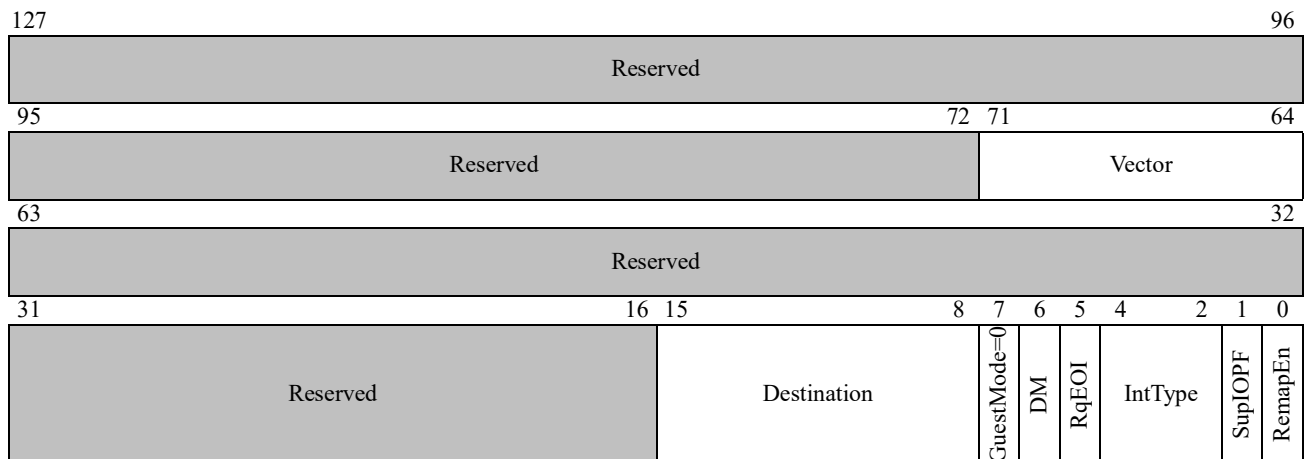 127 96
Reserved
95 72 71 64
Reserved Vector
63 32
Reserved
31 16 15 8 7 6 5 4 2 1 0
Reserved Destination GuestMode=0 DM RqEOI IntType SupIOPF RemapEn